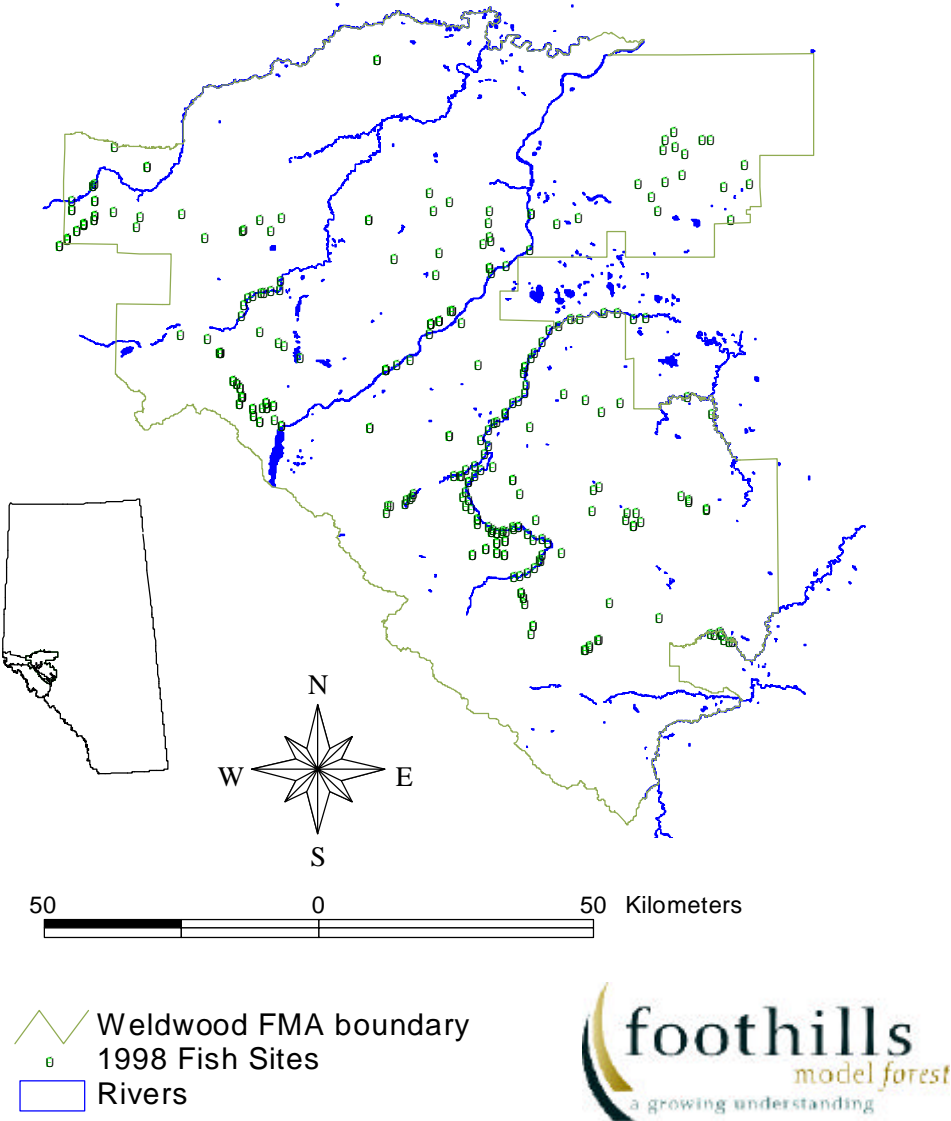 N
W E
S
50 0 50 Kilometers
Weldwood FMA boundary
1998 Fish Sites
Rivers
foothills
model forest
a growing understanding